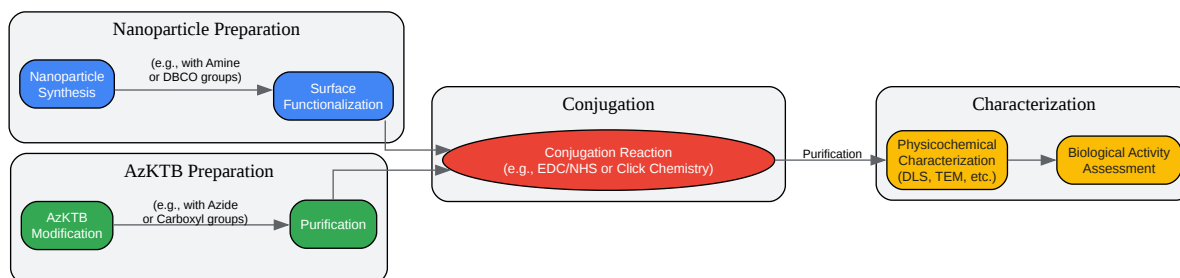 Nanoparticle Preparation
Nanoparticle
Synthesis
(e.g., with Amine
or DBCO groups)
Surface
Functionalization
AzKTB Preparation
AzKTB
Modification
(e.g., with Azide
or Carboxyl groups)
Purification
Conjugation
Conjugation Reaction
(e.g., EDC/NHS or Click Chemistry)
Purification
Characterization
Physicochemical
Characterization
(DLS, TEM, etc.)
Biological Activity
Assessment